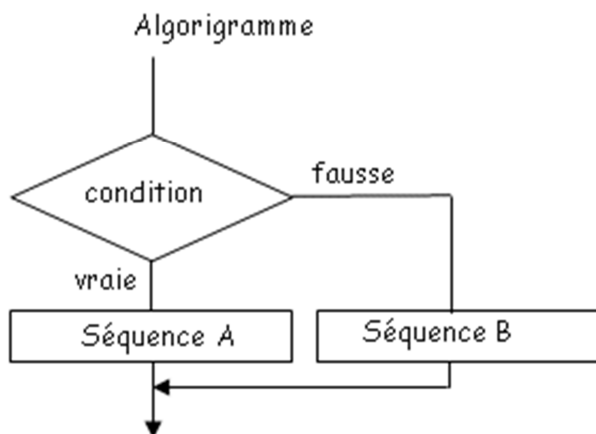 Algorigramme
condition
fausse
vraie
Séquence A
Séquence B